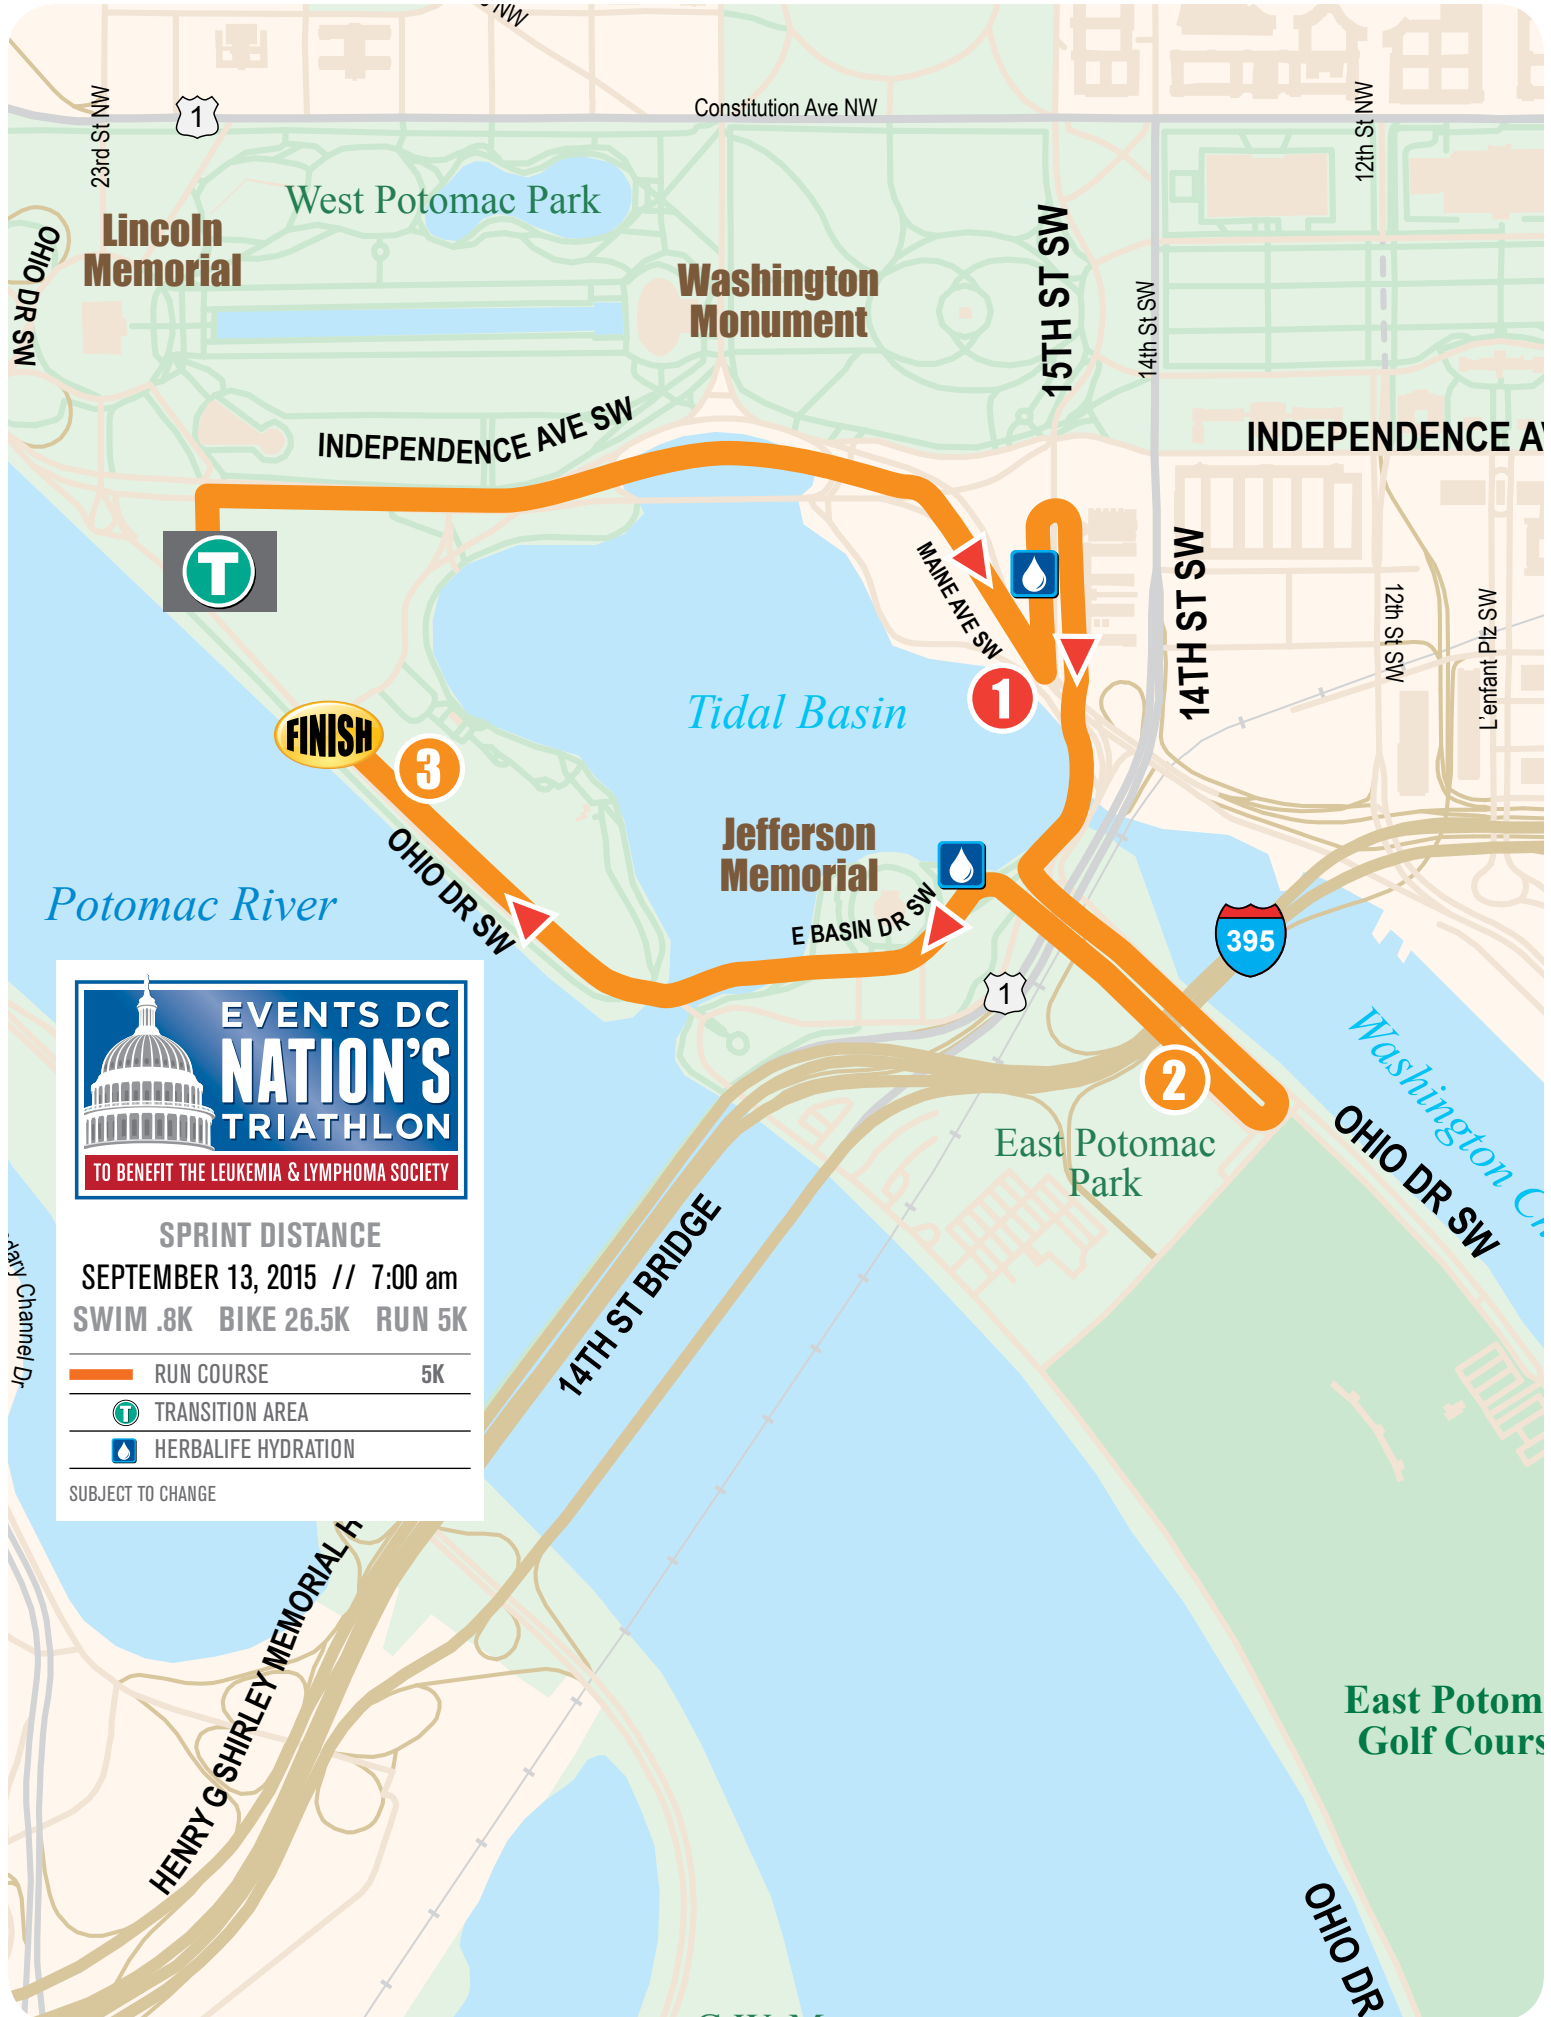 Constitution Ave NW
23rd St NW
1
12th St NW
West Potomac Park
Lincoln
Memorial
OHIO DR SW
Washington
Monument
15TH ST SW
14th St SW
INDEPENDENCE AVE SW
INDEPENDENCE AV
T
MAINE AVE SW
14TH ST SW
12th St SW
L'enfant Plz SW
1
Tidal Basin
FINISH
3
OHIO DR SW
Jefferson
Memorial
E BASIN DR SW
Potomac River
395
1
2
Washington Ch
OHIO DR SW
East Potomac
Park
EVENTS DC
NATION'S
TRIATHLON
TO BENEFIT THE LEUKEMIA & LYMPHOMA SOCIETY
SPRINT DISTANCE
SEPTEMBER 13, 2015 // 7:00 am
SWIM .8K BIKE 26.5K RUN 5K
RUN COURSE 5K
T TRANSITION AREA
HERBALIFE HYDRATION
SUBJECT TO CHANGE
14TH ST BRIDGE
dary Channel Dr
HENRY G SHIRLEY MEMORIAL H
East Potom
Golf Cours
OHIO DR